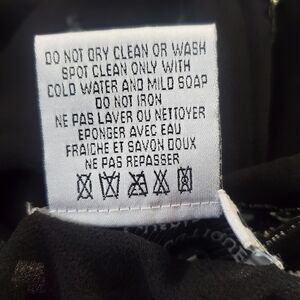 DO NOT DRY CLEAN OR WASH
SPOT CLEAN ONLY WITH
COLD WATER AND MILD SOAP
DO NOT IRON
NE PAS LAVER OU NETTOYER
EPONGER AVEC EAU
FRAICHE ET SAVON DOUX
NE PAS REPASSER